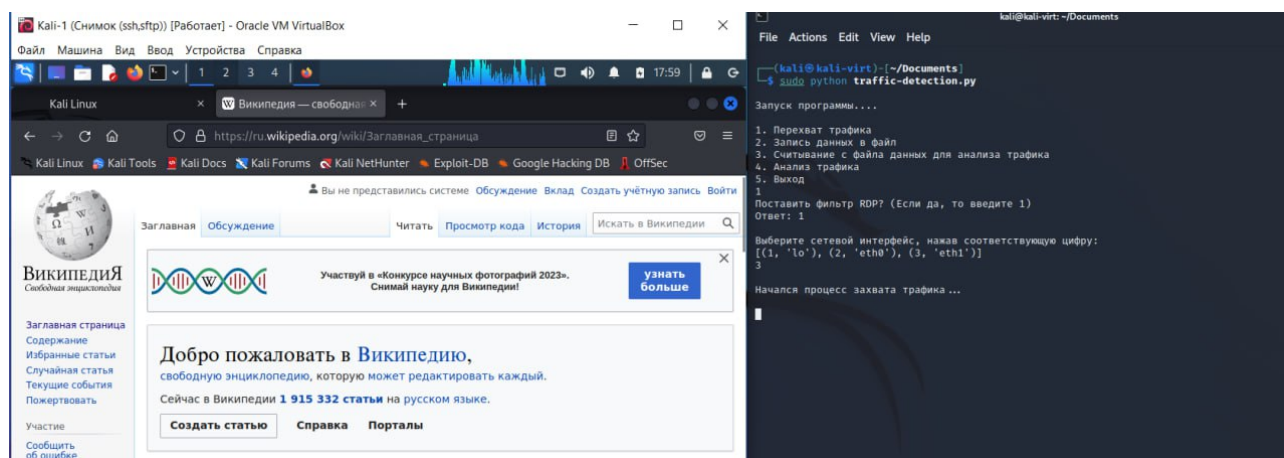 Kali-1 (Снимок (ssh,sftp)) [Работает] - Oracle VM VirtualBox
Файл Машина Вид Ввод Устройства Справка
1 2 3 4 17:59
Kali Linux Википедия — свободная
https://ru.wikipedia.org/wiki/Заглавная_страница
Kali Linux Kali Tools Kali Docs Kali Forums Kali NetHunter Exploit-DB Google Hacking DB OffSec
Вы не представились системе Обсуждение Вклад Создать учётную запись Войти
Заглавная Обсуждение Читать Просмотр кода История Искать в Википедии
ВИКИПЕДИЯ
Свободная энциклопедия
Участвуй в «Конкурсе научных фотографий 2023».
Снимай науку для Википедии!
узнать
больше
Заглавная страница
Содержание
Избранные статьи
Случайная статья
Текущие события
Пожертвовать
Участие
Сообщить
об ошибке
Добро пожаловать в Википедию,
свободную энциклопедию, которую может редактировать каждый.
Сейчас в Википедии 1 915 332 статьи на русском языке.
Создать статью Справка Порталы
kali@kali-virt: ~/Documents
File Actions Edit View Help
(kali㉿kali-virt)-[~/Documents]
$ sudo python traffic-detection.py
Запуск программы....
1. Перехват трафика
2. Запись данных в файл
3. Считывание с файла данных для анализа трафика
4. Анализ трафика
5. Выход
1
Поставить фильтр RDP? (Если да, то введите 1)
Ответ: 1
Выберите сетевой интерфейс, нажав соответствующую цифру:
[(1, 'lo'), (2, 'eth0'), (3, 'eth1')]
3
Начался процесс захвата трафика...